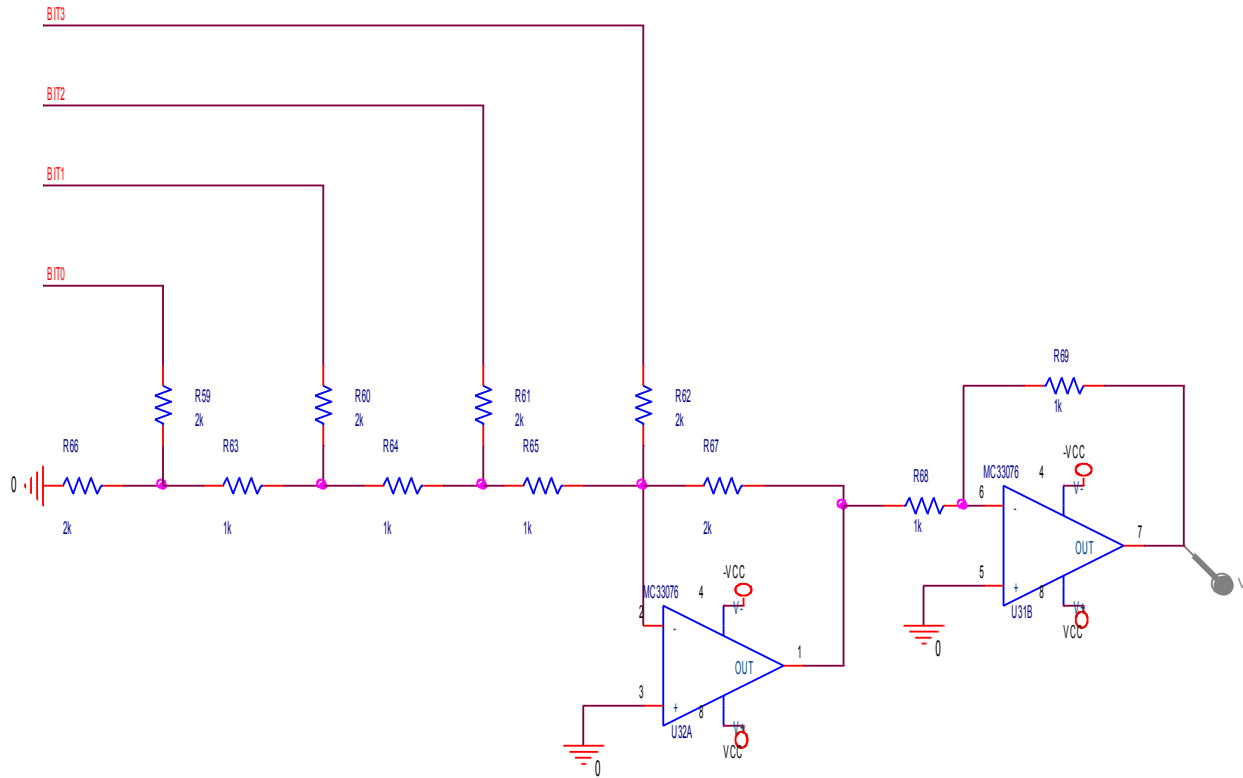 BIT3
BIT2
BIT1
BIT0
R59
2k
R60
2k
R61
2k
R62
2k
R66
2k
R63
1k
R64
1k
R65
1k
R67
2k
R68
1k
R69
1k
0
MC33076
-VCC
4
V-
2
-
OUT
1
3
+
8
V+
U32A
VCC
0
MC33076
-VCC
4
V-
6
-
OUT
7
5
+
8
V+
U31B
VCC
0
V